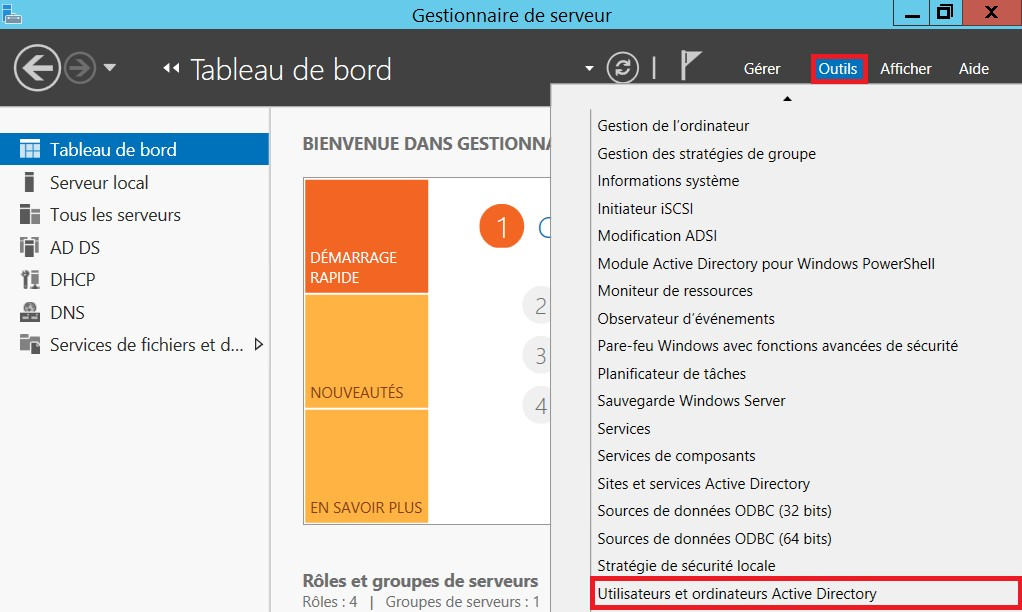 Gestionnaire de serveur
Tableau de bord
Gérer
Outils
Afficher
Aide
Tableau de bord
Serveur local
Tous les serveurs
AD DS
DHCP
DNS
Services de fichiers et d...
BIENVENUE DANS GESTIONNA
DÉMARRAGE
RAPIDE
NOUVEAUTÉS
EN SAVOIR PLUS
1
2
3
4
Rôles et groupes de serveurs
Rôles : 4 | Groupes de serveurs : 1
Gestion de l’ordinateur
Gestion des stratégies de groupe
Informations système
Initiateur iSCSI
Modification ADSI
Module Active Directory pour Windows PowerShell
Moniteur de ressources
Observateur d’événements
Pare-feu Windows avec fonctions avancées de sécurité
Planificateur de tâches
Sauvegarde Windows Server
Services
Services de composants
Sites et services Active Directory
Sources de données ODBC (32 bits)
Sources de données ODBC (64 bits)
Stratégie de sécurité locale
Utilisateurs et ordinateurs Active Directory